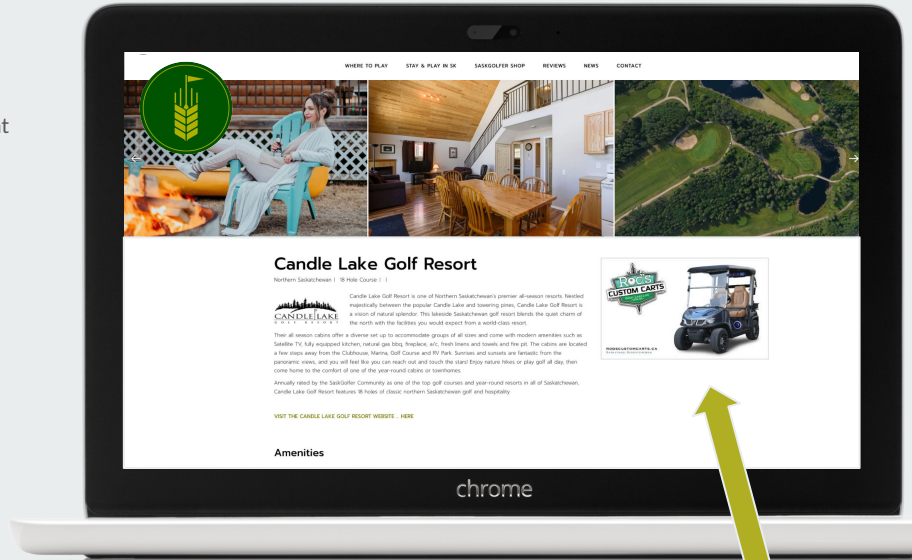 nt
WHERE TO PLAY STAY & PLAY IN SK SASKGOLFER SHOP REVIEWS NEWS CONTACT
Candle Lake Golf Resort
Northern Saskatchewan | 18 Hole Course | |
CANDLE LAKE
GOLF RESORT
Candle Lake Golf Resort is one of Northern Saskatchewan's premier all-season resorts. Nestled
majestically between the popular Candle Lake and towering pines, Candle Lake Golf Resort is
a vision of natural splendor. This lakeside Saskatchewan golf resort blends the quiet charm of
the north with the facilities you would expect from a world-class resort.
Their all season cabins offer a diverse set up to accommodate groups of all sizes and come with modern amenities such as
Satellite TV, fully equipped kitchen, natural gas bbq, fireplace, a/c, fresh linens and towels and fire pit. The cabins are located
a few steps away from the Clubhouse, Marina, Golf Course and RV Park. Sunrises and sunsets are fantastic from the
panoramic views, and you will feel like you can reach out and touch the stars! Enjoy nature hikes or play golf all day, then
come home to the comfort of one of the year-round cabins or townhomes.
Annually rated by the SaskGolfer Community as one of the top golf courses and year-round resorts in all of Saskatchewan,
Candle Lake Golf Resort features 18 holes of classic northern Saskatchewan golf and hospitality.
VISIT THE CANDLE LAKE GOLF RESORT WEBSITE .. HERE
Amenities
ROD'S
CUSTOM CARTS
RODSCUSTOMCARTS.CA
chrome